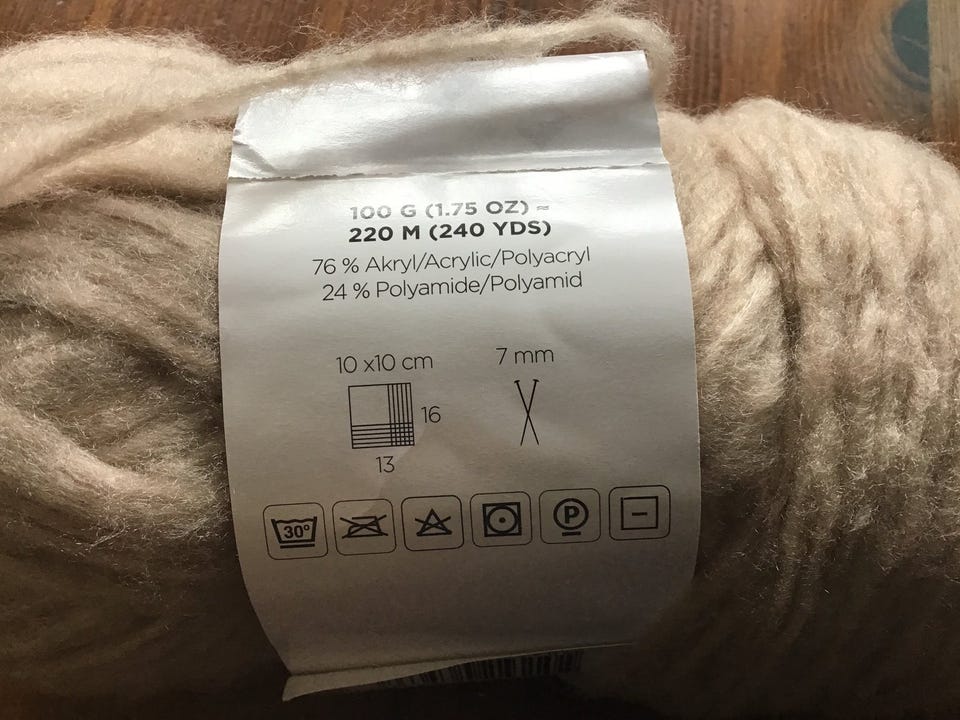 100 G (1.75 OZ) ≈
220 M (240 YDS)
76 % Akryl/Acrylic/Polyacryl
24 % Polyamide/Polyamid
10 x10 cm
7 mm
16
13
30°
P